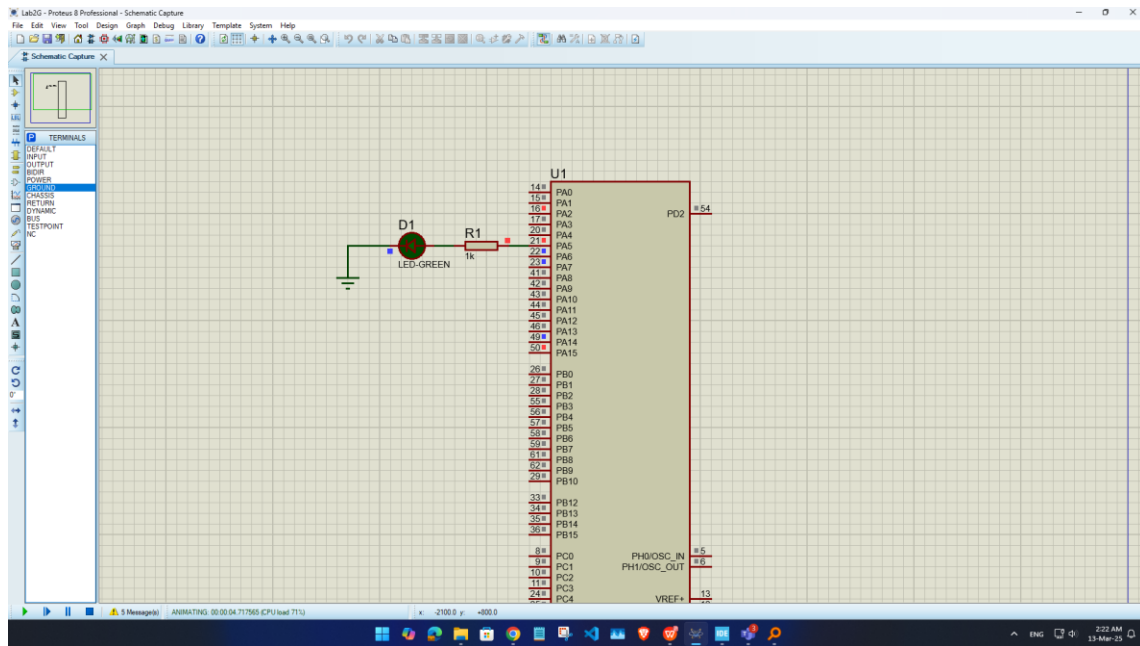 Lab2G - Proteus 8 Professional - Schematic Capture
File Edit View Tool Design Graph Debug Library Template System Help
Schematic Capture
TERMINALS
DEFAULT
INPUT
OUTPUT
BIDIR
POWER
GROUND
CHASSIS
RETURN
DYNAMIC
BUS
TESTPOINT
NC
0°
D1
LED-GREEN
R1
1k
U1
14 PA0
15 PA1
16 PA2
17 PA3
20 PA4
21 PA5
22 PA6
23 PA7
41 PA8
42 PA9
43 PA10
44 PA11
45 PA12
46 PA13
49 PA14
50 PA15
26 PB0
27 PB1
28 PB2
55 PB3
56 PB4
57 PB5
58 PB6
59 PB7
61 PB8
62 PB9
29 PB10
33 PB12
34 PB13
35 PB14
36 PB15
8 PC0
9 PC1
10 PC2
11 PC3
24 PC4
PD2 54
PH0/OSC_IN 5
PH1/OSC_OUT 6
VREF+ 13
5 Message(s) ANIMATING: 00:00:04.717565 (CPU load 71%) x: -2100.0 y: +800.0
IDE
3
ENG
2:22 AM
13-Mar-25